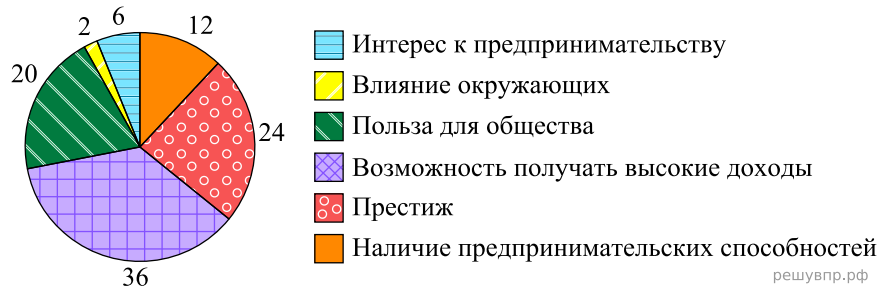 2
6
12
20
24
36
Интерес к предпринимательству
Влияние окружающих
Польза для общества
Возможность получать высокие доходы
Престиж
Наличие предпринимательских способностей
решувпр.рф